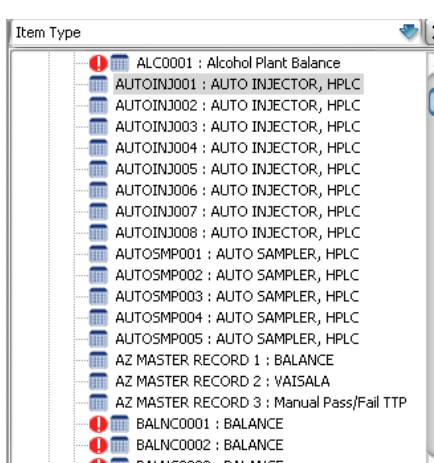 Item Type
ALC0001 : Alcohol Plant Balance
AUTOINJ001 : AUTO INJECTOR, HPLC
AUTOINJ002 : AUTO INJECTOR, HPLC
AUTOINJ003 : AUTO INJECTOR, HPLC
AUTOINJ004 : AUTO INJECTOR, HPLC
AUTOINJ005 : AUTO INJECTOR, HPLC
AUTOINJ006 : AUTO INJECTOR, HPLC
AUTOINJ007 : AUTO INJECTOR, HPLC
AUTOINJ008 : AUTO INJECTOR, HPLC
AUTOSMP001 : AUTO SAMPLER, HPLC
AUTOSMP002 : AUTO SAMPLER, HPLC
AUTOSMP003 : AUTO SAMPLER, HPLC
AUTOSMP004 : AUTO SAMPLER, HPLC
AUTOSMP005 : AUTO SAMPLER, HPLC
AZ MASTER RECORD 1 : BALANCE
AZ MASTER RECORD 2 : VAISALA
AZ MASTER RECORD 3 : Manual Pass/Fail TTP
BALNC0001 : BALANCE
BALNC0002 : BALANCE